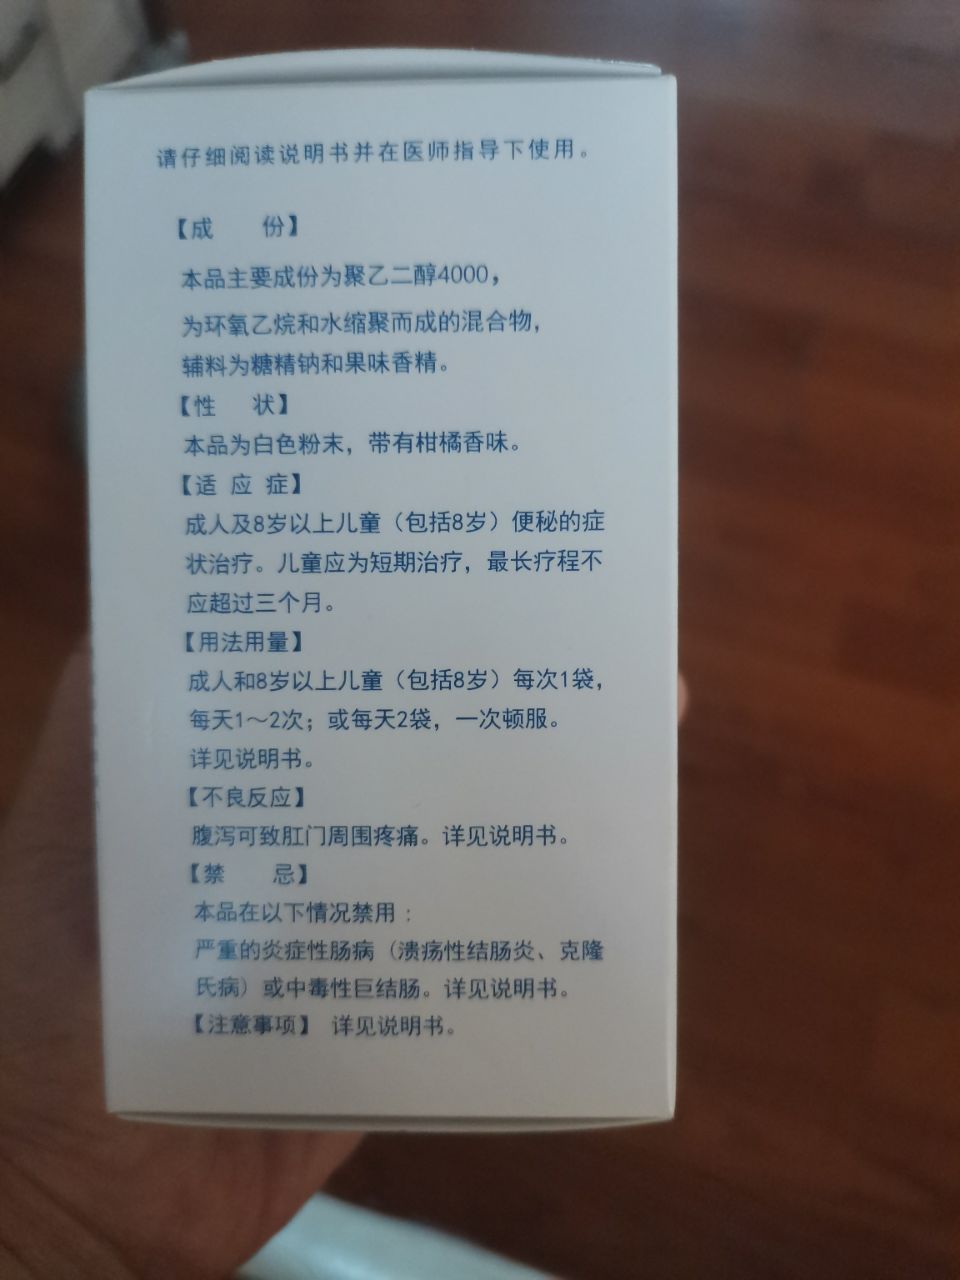 请仔细阅读说明书并在医师指导下使用。
【成 份】
本品主要成份为聚乙二醇4000，
为环氧乙烷和水缩聚而成的混合物，
辅料为糖精钠和果味香精。
【性 状】
本品为白色粉末，带有柑橘香味。
【适 应 症】
成人及8岁以上儿童（包括8岁）便秘的症
状治疗。儿童应为短期治疗，最长疗程不
应超过三个月。
【用法用量】
成人和8岁以上儿童（包括8岁）每次1袋，
每天1～2次；或每天2袋，一次顿服。
详见说明书。
【不良反应】
腹泻可致肛门周围疼痛。详见说明书。
【禁 忌】
本品在以下情况禁用：
严重的炎症性肠病（溃疡性结肠炎、克隆
氏病）或中毒性巨结肠。详见说明书。
【注意事项】 详见说明书。